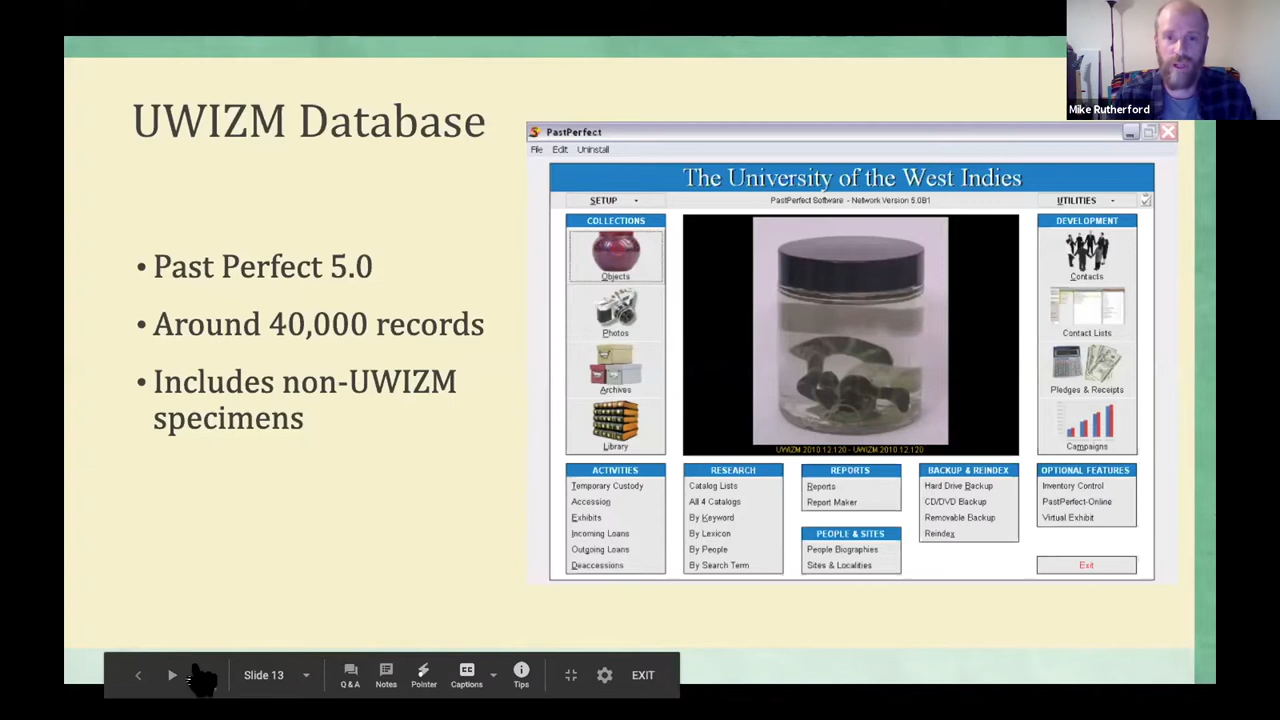 Mike Rutherford
UWIZM Database
• Past Perfect 5.0
• Around 40,000 records
• Includes non-UWIZM
specimens
PastPerfect
File Edit Uninstall
The University of the West Indies
SETUP
PastPerfect Software - Network Version 5.0B1
UTILITIES
COLLECTIONS
Objects
Photos
Archives
Library
UWIZM.2010.12.120 - UWIZM.2010.12.120
DEVELOPMENT
Contacts
Contact Lists
Pledges & Receipts
Campaigns
ACTIVITIES
Temporary Custody
Accession
Exhibits
Incoming Loans
Outgoing Loans
Deaccessions
RESEARCH
Catalog Lists
All 4 Catalogs
By Keyword
By Lexicon
By People
By Search Term
REPORTS
Reports
Report Maker
PEOPLE & SITES
People Biographies
Sites & Localities
BACKUP & REINDEX
Hard Drive Backup
CD/DVD Backup
Removable Backup
Reindex
OPTIONAL FEATURES
Inventory Control
PastPerfect-Online
Virtual Exhibit
Exit
Slide 13
Q & A
Notes
Pointer
CC
Captions
Tips
EXIT